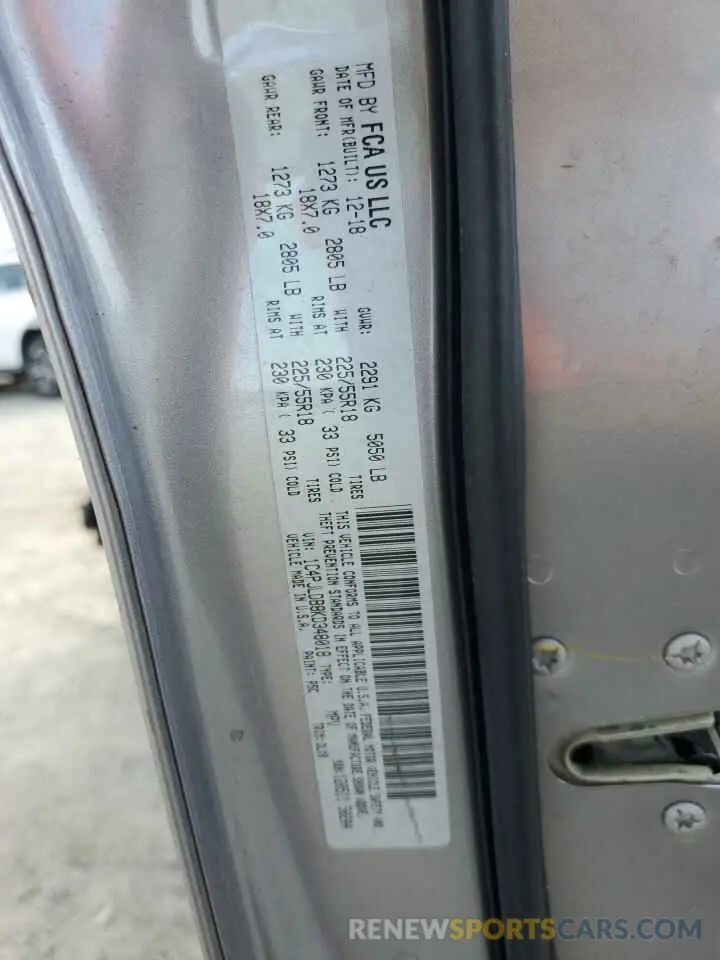 MFD BY FCA US LLC
DATE OF MFR(BUILT): 12-18 GVWR: 2291 KG 5050 LB
GAWR FRONT: 1273 KG 2805 LB WITH 225/55R18 TIRES
18X7.0 RIMS AT 230 KPA ( 33 PSI) COLD
GAWR REAR: 1273 KG 2805 LB WITH 225/55R18 TIRES
18X7.0 RIMS AT 230 KPA ( 33 PSI) COLD
THIS VEHICLE CONFORMS TO ALL APPLICABLE U.S.A. FEDERAL MOTOR VEHICLE SAFETY AND
THEFT PREVENTION STANDARDS IN EFFECT ON THE DATE OF MANUFACTURE SHOWN ABOVE.
VIN: 1C4PJLDB8KD348018 TYPE: MPV
VEHICLE MADE IN U.S.A. PAINT: PSC
RENEWSPORTSCARS.COM